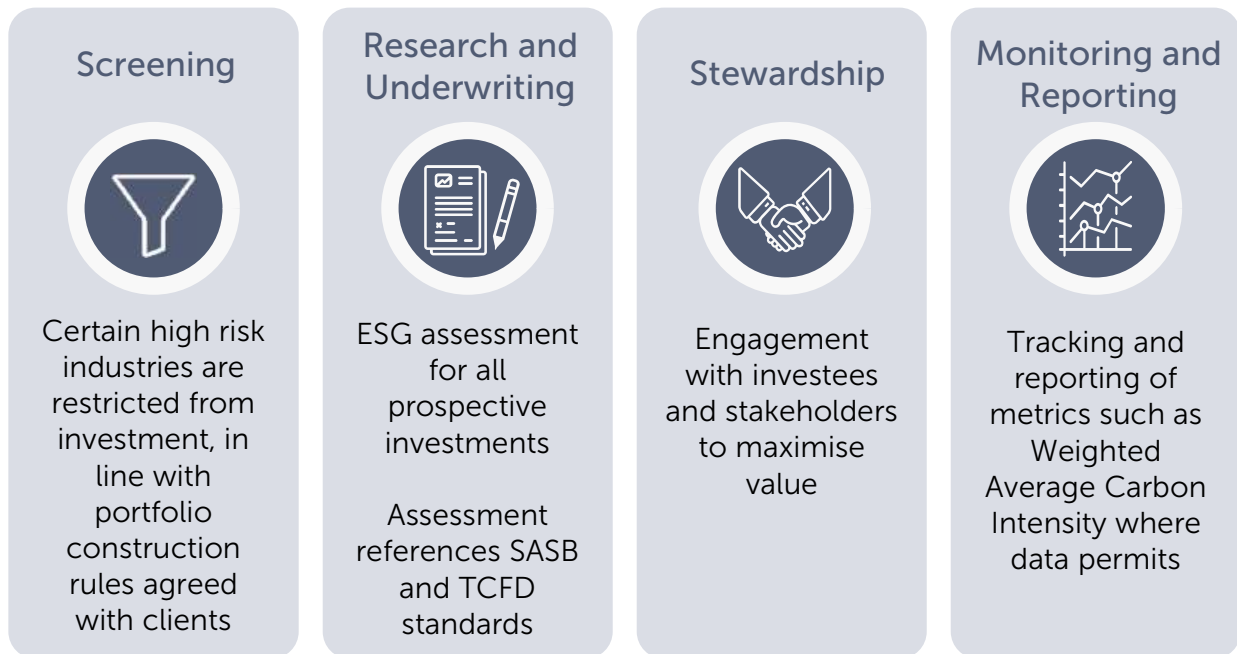 Screening
Certain high risk
industries are
restricted from
investment, in
line with
portfolio
construction
rules agreed
with clients
Research and
Underwriting
ESG assessment
for all
prospective
investments
Assessment
references SASB
and TCFD
standards
Stewardship
Engagement
with investees
and stakeholders
to maximise
value
Monitoring and
Reporting
Tracking and
reporting of
metrics such as
Weighted
Average Carbon
Intensity where
data permits